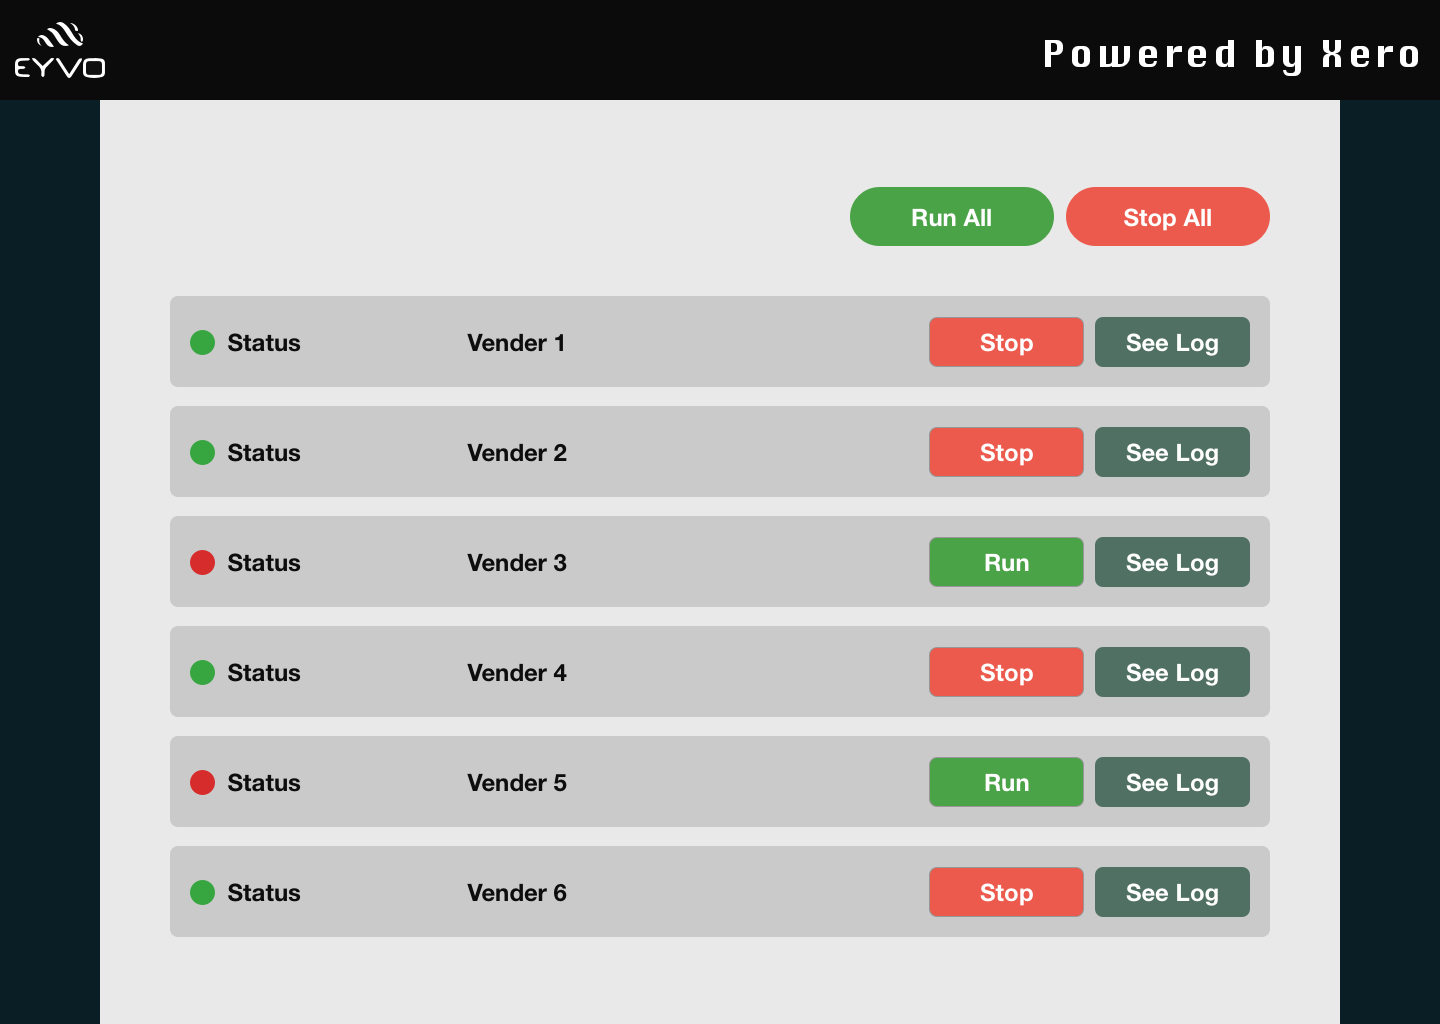 EYVO
Powered by Xero
Run All
Stop All
Status Vender 1 Stop See Log
Status Vender 2 Stop See Log
Status Vender 3 Run See Log
Status Vender 4 Stop See Log
Status Vender 5 Run See Log
Status Vender 6 Stop See Log